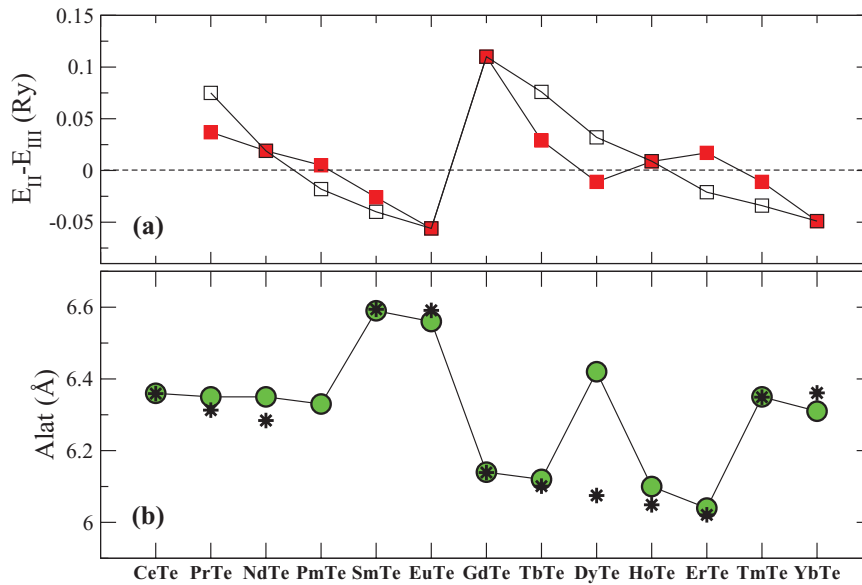 0.15
0.1
0.05
0
-0.05
E_II-E_III (Ry)
(a)
6.6
6.4
6.2
6
Alat (Å)
(b)
CeTe PrTe NdTe PmTe SmTe EuTe GdTe TbTe DyTe HoTe ErTe TmTe YbTe